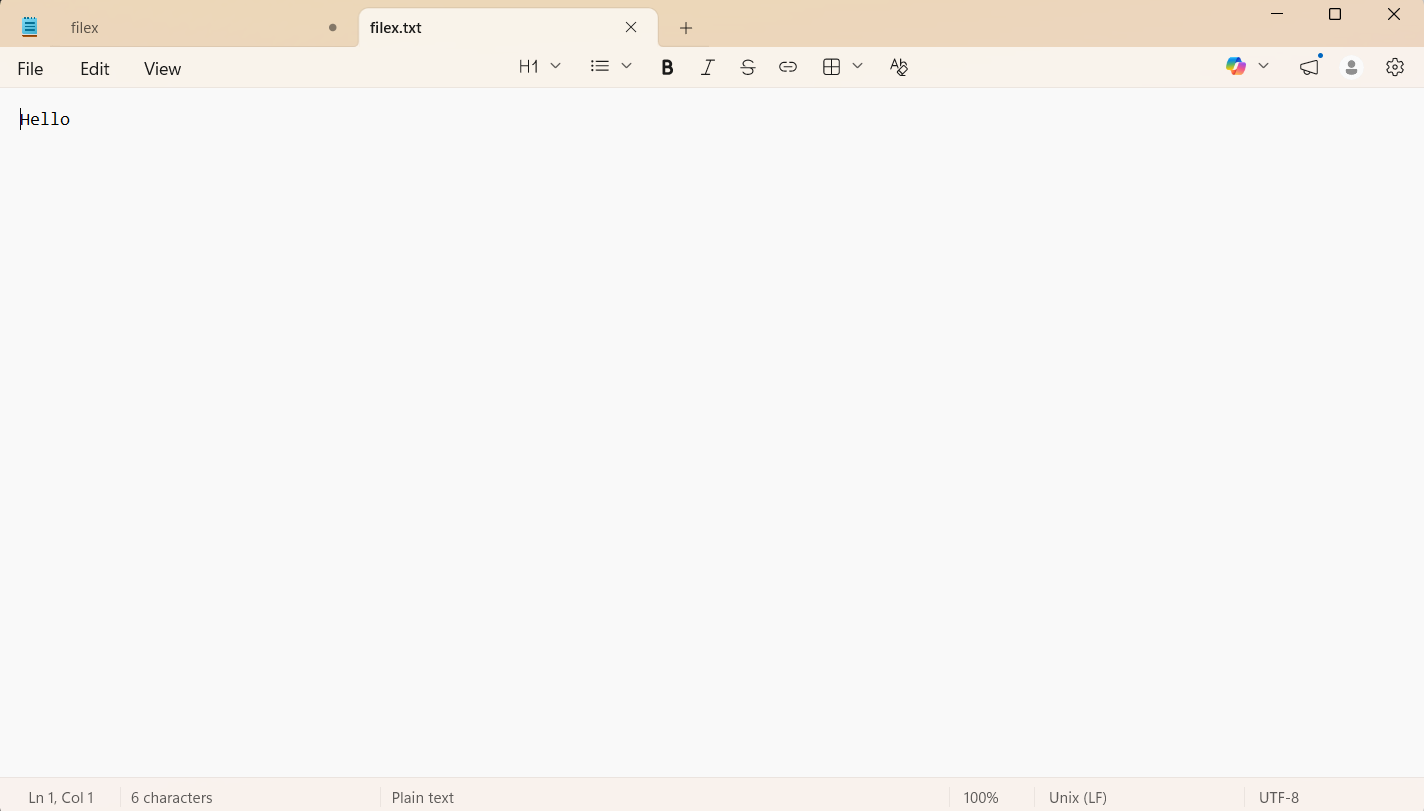 filex
filex.txt
File Edit View H1 B I S
Hello
Ln 1, Col 1 6 characters Plain text 100% Unix (LF) UTF-8